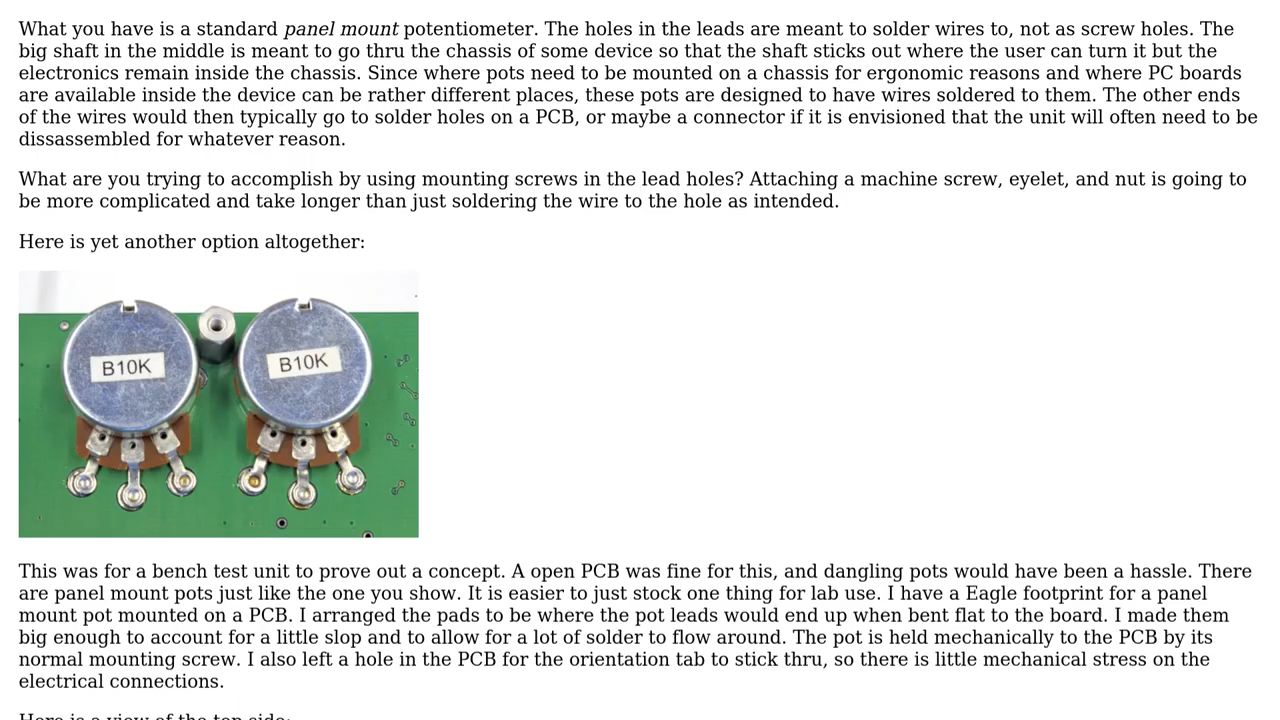 What you have is a standard panel mount potentiometer. The holes in the leads are meant to solder wires to, not as screw holes. The
big shaft in the middle is meant to go thru the chassis of some device so that the shaft sticks out where the user can turn it but the
electronics remain inside the chassis. Since where pots need to be mounted on a chassis for ergonomic reasons and where PC boards
are available inside the device can be rather different places, these pots are designed to have wires soldered to them. The other ends
of the wires would then typically go to solder holes on a PCB, or maybe a connector if it is envisioned that the unit will often need to be
dissassembled for whatever reason.
What are you trying to accomplish by using mounting screws in the lead holes? Attaching a machine screw, eyelet, and nut is going to
be more complicated and take longer than just soldering the wire to the hole as intended.
Here is yet another option altogether:
B10K B10K
This was for a bench test unit to prove out a concept. A open PCB was fine for this, and dangling pots would have been a hassle. There
are panel mount pots just like the one you show. It is easier to just stock one thing for lab use. I have a Eagle footprint for a panel
mount pot mounted on a PCB. I arranged the pads to be where the pot leads would end up when bent flat to the board. I made them
big enough to account for a little slop and to allow for a lot of solder to flow around. The pot is held mechanically to the PCB by its
normal mounting screw. I also left a hole in the PCB for the orientation tab to stick thru, so there is little mechanical stress on the
electrical connections.
Here is a view of the top side: